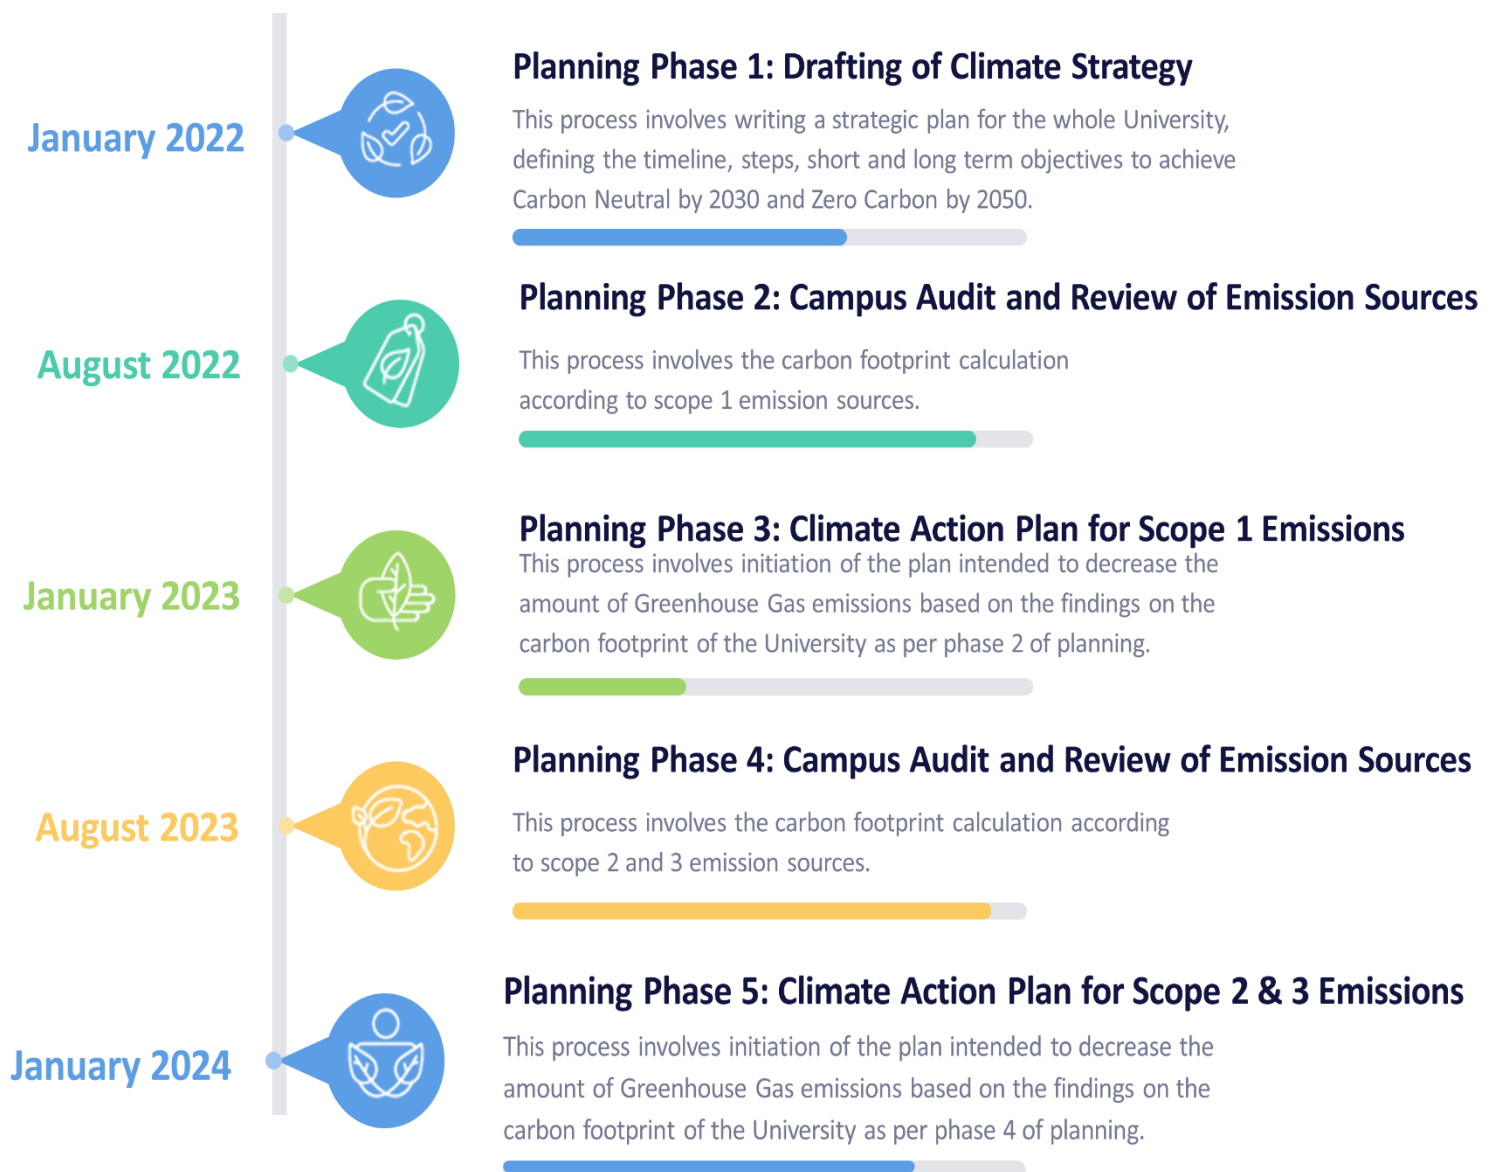 January 2022
Planning Phase 1: Drafting of Climate Strategy
This process involves writing a strategic plan for the whole University,
defining the timeline, steps, short and long term objectives to achieve
Carbon Neutral by 2030 and Zero Carbon by 2050.
August 2022
Planning Phase 2: Campus Audit and Review of Emission Sources
This process involves the carbon footprint calculation
according to scope 1 emission sources.
January 2023
Planning Phase 3: Climate Action Plan for Scope 1 Emissions
This process involves initiation of the plan intended to decrease the
amount of Greenhouse Gas emissions based on the findings on the
carbon footprint of the University as per phase 2 of planning.
August 2023
Planning Phase 4: Campus Audit and Review of Emission Sources
This process involves the carbon footprint calculation according
to scope 2 and 3 emission sources.
January 2024
Planning Phase 5: Climate Action Plan for Scope 2 & 3 Emissions
This process involves initiation of the plan intended to decrease the
amount of Greenhouse Gas emissions based on the findings on the
carbon footprint of the University as per phase 4 of planning.